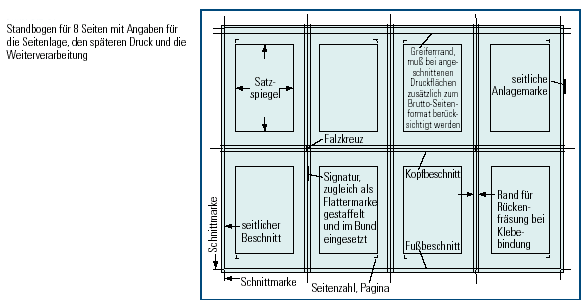 Standbogen für 8 Seiten mit Angaben für
die Seitenlage, den späteren Druck und die
Weiterverarbeitung
Satz-
spiegel
Greiferrand,
muß bei ange-
schnittenen
Druckflächen
zusätzlich zum
Brutto-Seiten-
format berück-
sichtigt werden
seitliche
Anlagemarke
Falzkreuz
Signatur,
zugleich als
Flattermarke
gestaffelt
und im Bund
eingesetzt
Kopfbeschnitt
Rand für
Rücken-
fräsung bei
Klebe-
bindung
seitlicher
Beschnitt
Fußbeschnitt
Schnittmarke
Schnittmarke
Seitenzahl, Pagina